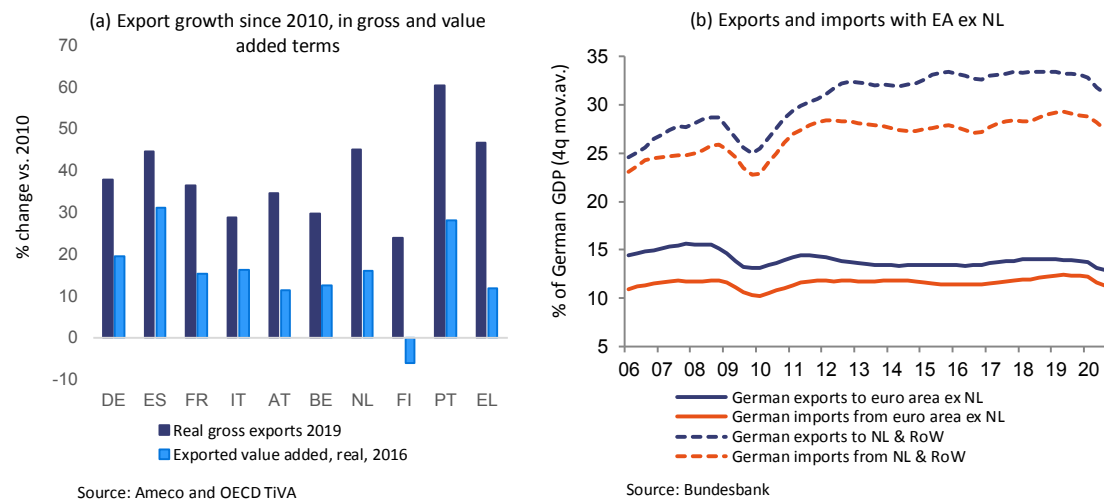 (a) Export growth since 2010, in gross and value
added terms
% change vs. 2010
70
60
50
40
30
20
10
0
-10
DE ES FR IT AT BE NL FI PT EL
Real gross exports 2019
Exported value added, real, 2016
Source: Ameco and OECD TiVA
(b) Exports and imports with EA ex NL
% of German GDP (4q mov.av.)
35
30
25
20
15
10
5
06 07 08 09 10 11 12 13 14 15 16 17 18 19 20
German exports to euro area ex NL
German imports from euro area ex NL
German exports to NL & RoW
German imports from NL & RoW
Source: Bundesbank